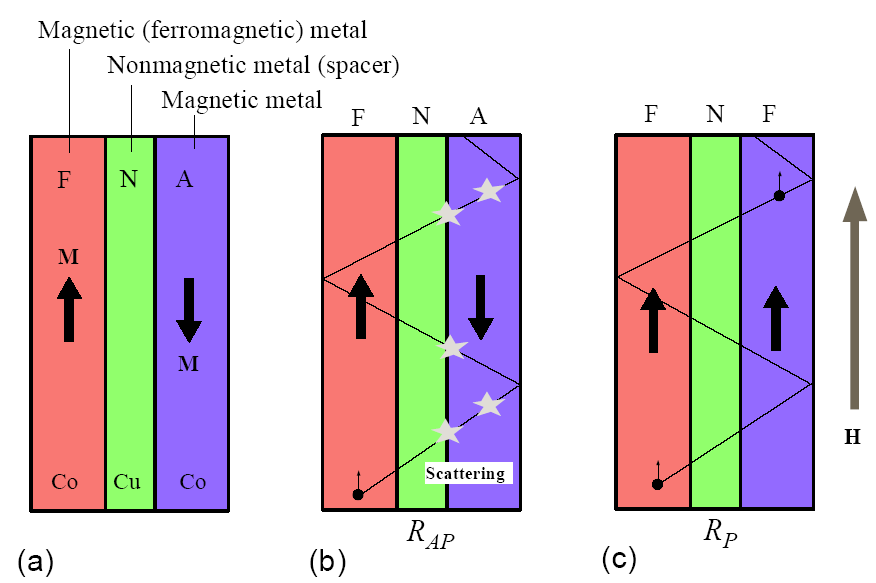 Magnetic (ferromagnetic) metal
Nonmagnetic metal (spacer)
Magnetic metal
F N A
M
M
Co Cu Co
(a)
F N A
Scattering
R_AP
(b)
F N F
H
R_P
(c)